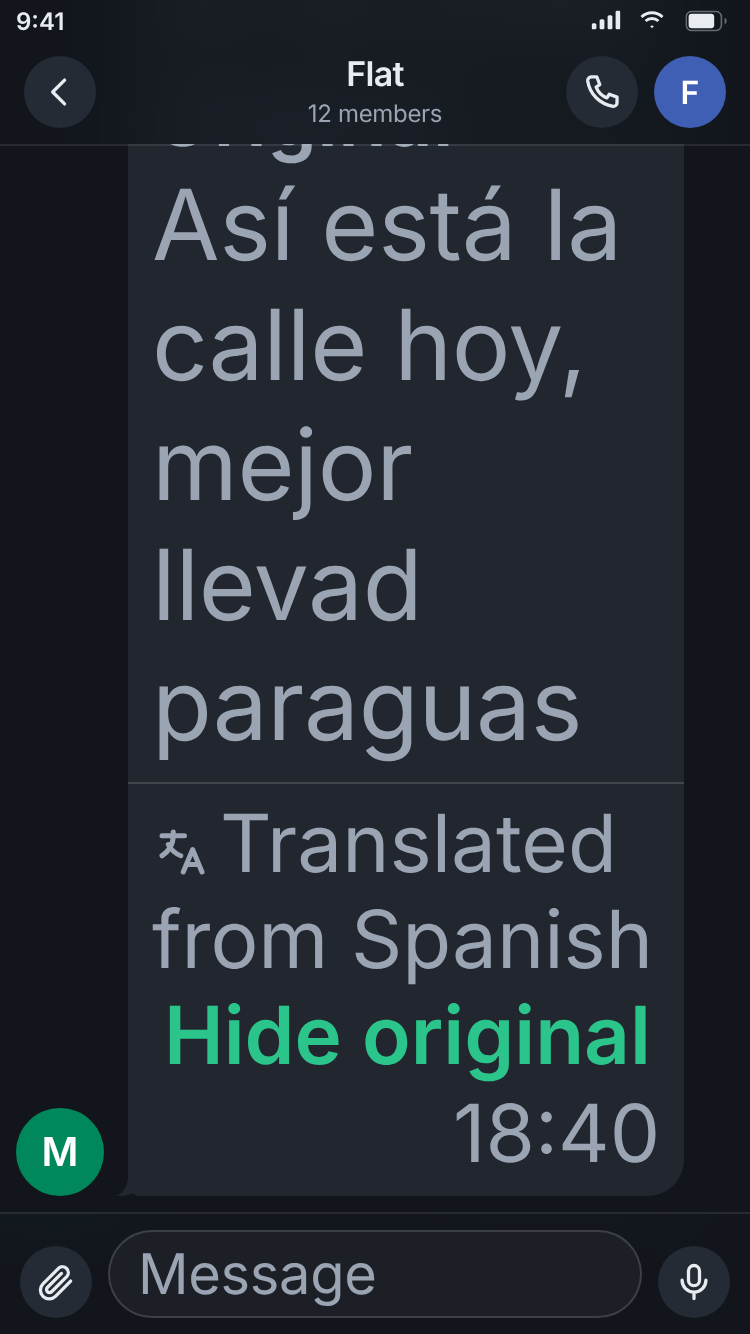 9:41
Flat
12 members
F
Así está la
calle hoy,
mejor
llevad
paraguas
Translated
from Spanish
Hide original
18:40
M
Message